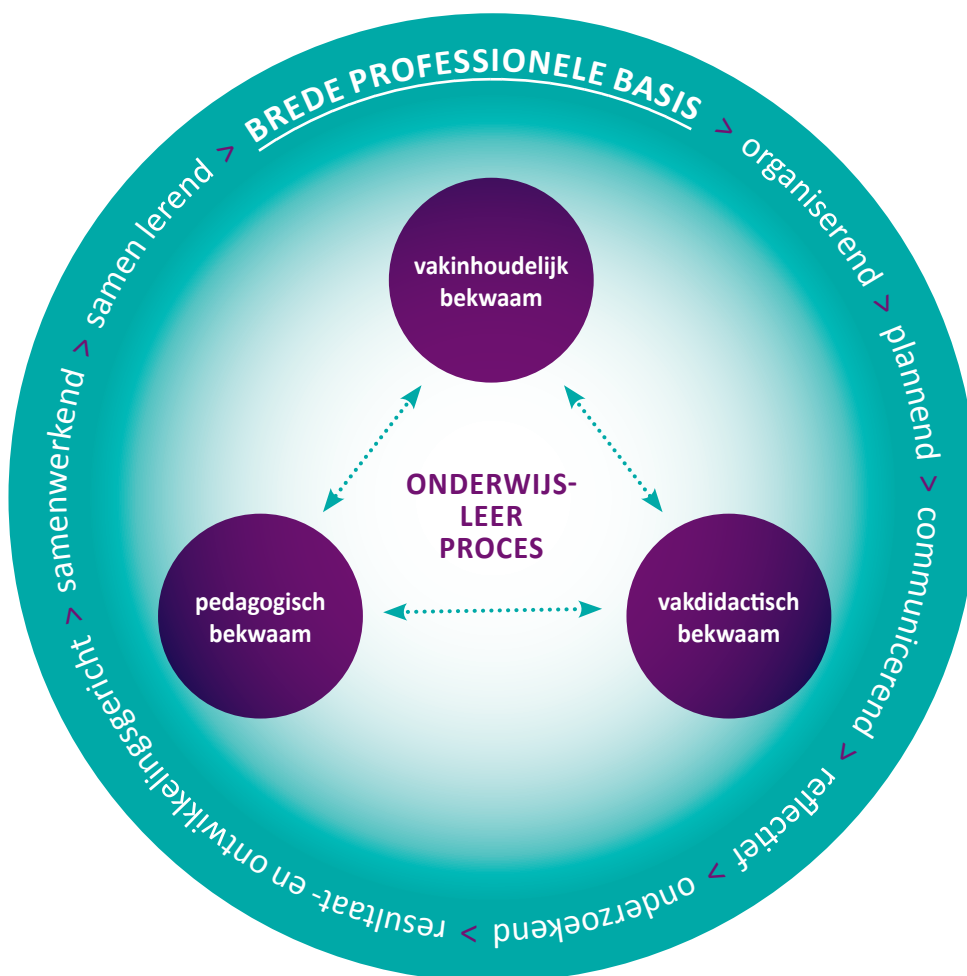 BREDE PROFESSIONELE BASIS > organiserend > plannend > communicerend > reflectief > onderzoekend > resultaat- en ontwikkelingsgericht > samenwerkend > samen lerend >
vakinhoudelijk
bekwaam
ONDERWIJS-
LEER
PROCES
pedagogisch
bekwaam
vakdidactisch
bekwaam